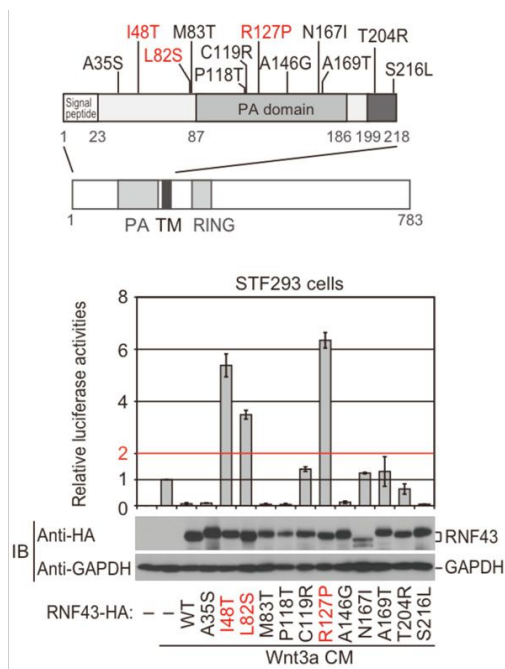 I48T M83T R127P N167I T204R
L82S C119R
A35S P118T A146G A169T S216L
Signal peptide PA domain
1 23 87 186 199 218
1 783
PA TM RING
STF293 cells
Relative luciferase activities
8
6
4
2
1
0
IB
Anti-HA RNF43
Anti-GAPDH GAPDH
RNF43-HA: – – WT A35S I48T L82S M83T P118T C119R R127P A146G N167I A169T T204R S216L
Wnt3a CM